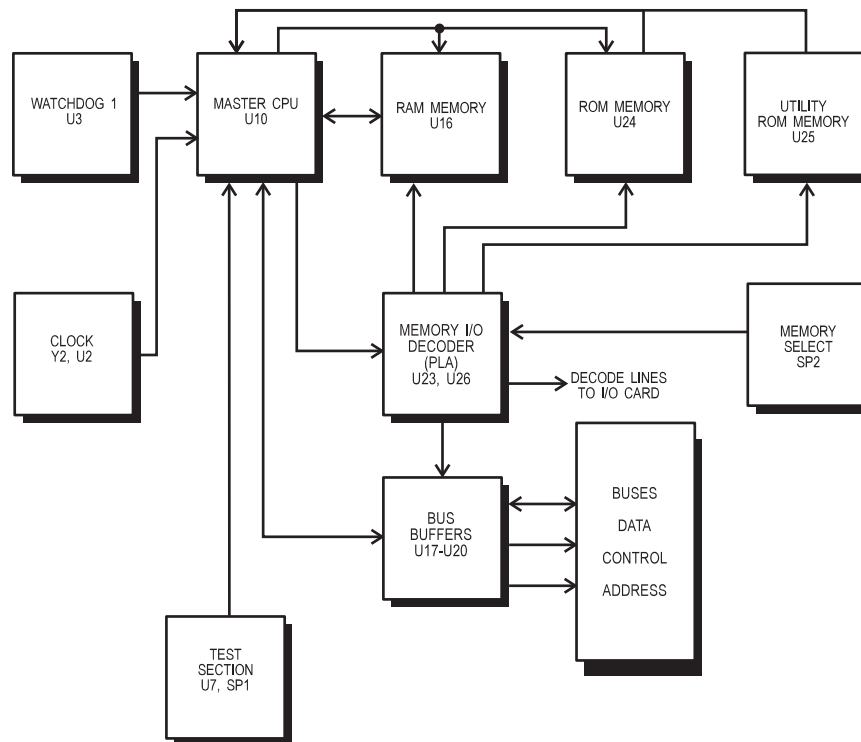 WATCHDOG 1
U3
MASTER CPU
U10
RAM MEMORY
U16
ROM MEMORY
U24
UTILITY
ROM MEMORY
U25
CLOCK
Y2, U2
MEMORY I/O
DECODER
(PLA)
U23, U26
MEMORY
SELECT
SP2
DECODE LINES
TO I/O CARD
BUS
BUFFERS
U17-U20
BUSES
DATA
CONTROL
ADDRESS
TEST
SECTION
U7, SP1